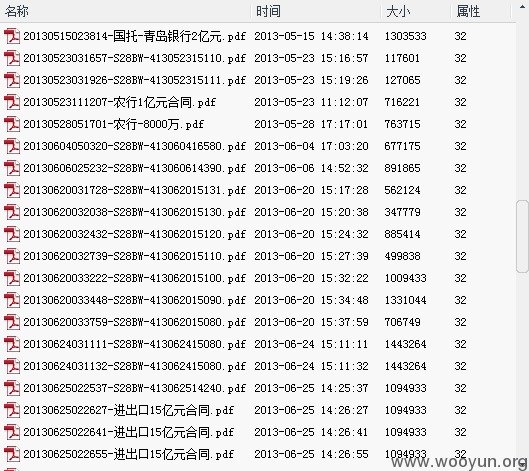 名称 时间 大小 属性
20130515023814-国托-青岛银行2亿元.pdf 2013-05-15 14:38:14 1303533 32
20130523031657-S28BW-413052315110.pdf 2013-05-23 15:16:57 117601 32
20130523031926-S28BW-413052315111.pdf 2013-05-23 15:19:26 127065 32
20130523111207-农行1亿元合同.pdf 2013-05-23 11:12:07 716221 32
20130528051701-农行-8000万.pdf 2013-05-28 17:17:01 763715 32
20130604050320-S28BW-413060416580.pdf 2013-06-04 17:03:20 677175 32
20130606025232-S28BW-413060614390.pdf 2013-06-06 14:52:32 891865 32
20130620031728-S28BW-413062015131.pdf 2013-06-20 15:17:28 562124 32
20130620032038-S28BW-413062015130.pdf 2013-06-20 15:20:38 347779 32
20130620032432-S28BW-413062015120.pdf 2013-06-20 15:24:32 885414 32
20130620032739-S28BW-413062015110.pdf 2013-06-20 15:27:39 499838 32
20130620033222-S28BW-413062015100.pdf 2013-06-20 15:32:22 1009433 32
20130620033448-S28BW-413062015090.pdf 2013-06-20 15:34:48 1331044 32
20130620033759-S28BW-413062015080.pdf 2013-06-20 15:37:59 706749 32
20130624031111-S28BW-413062415080.pdf 2013-06-24 15:11:11 1443264 32
20130624031132-S28BW-413062415080.pdf 2013-06-24 15:11:32 1443264 32
20130625022537-S28BW-413062514240.pdf 2013-06-25 14:25:37 1094933 32
20130625022627-进出口15亿元合同.pdf 2013-06-25 14:26:27 1094933 32
20130625022641-进出口15亿元合同.pdf 2013-06-25 14:26:41 1094933 32
20130625022655-进出口15亿元合同.pdf 2013-06-25 14:26:55 1094933 32
www.wooyun.org